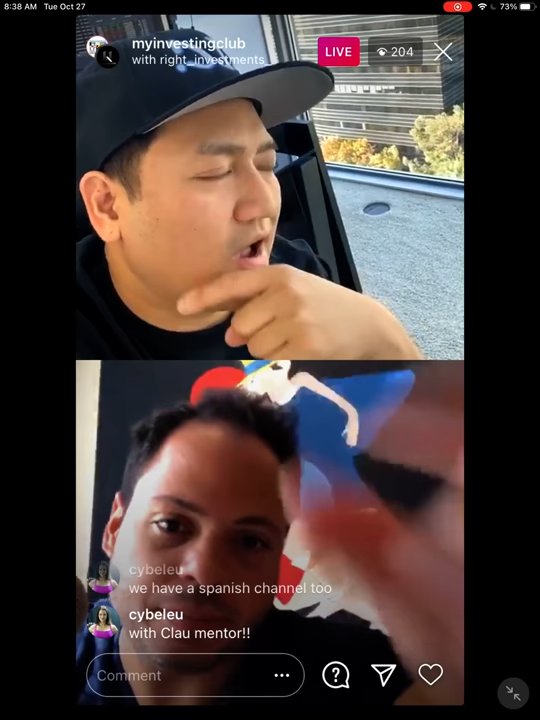 8:38 AM Tue Oct 27
73%
myinvestingclub
with right_investments
LIVE
204
cybeleu
we have a spanish channel too
cybeleu
with Clau mentor!!
Comment